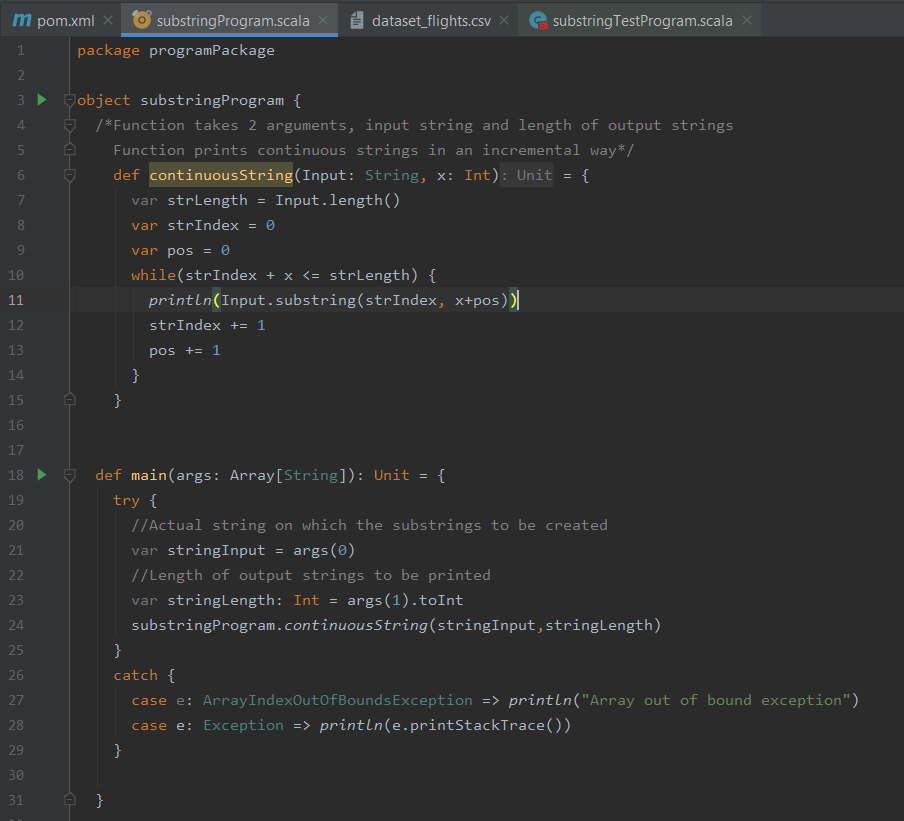 pom.xml substringProgram.scala dataset_flights.csv substringTestProgram.scala
1 package programPackage
2
3 object substringProgram {
4 /*Function takes 2 arguments, input string and length of output strings
5 Function prints continuous strings in an incremental way*/
6 def continuousString(Input: String, x: Int): Unit = {
7 var strLength = Input.length()
8 var strIndex = 0
9 var pos = 0
10 while(strIndex + x <= strLength) {
11 println(Input.substring(strIndex, x+pos))
12 strIndex += 1
13 pos += 1
14 }
15 }
16
17
18 def main(args: Array[String]): Unit = {
19 try {
20 //Actual string on which the substrings to be created
21 var stringInput = args(0)
22 //Length of output strings to be printed
23 var stringLength: Int = args(1).toInt
24 substringProgram.continuousString(stringInput,stringLength)
25 }
26 catch {
27 case e: ArrayIndexOutOfBoundsException => println("Array out of bound exception")
28 case e: Exception => println(e.printStackTrace())
29 }
30
31 }